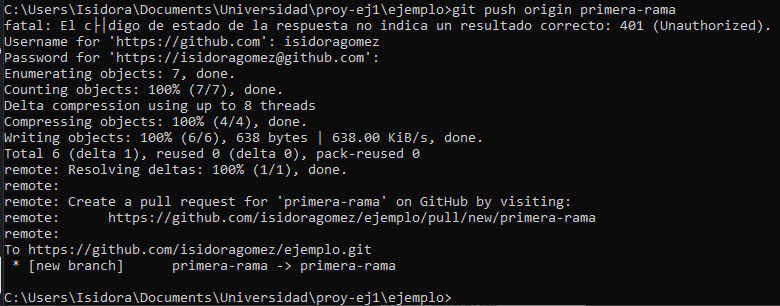 C:\Users\Isidora\Documents\Universidad\proy-ej1\ejemplo>git push origin primera-rama
fatal: El c├│digo de estado de la respuesta no indica un resultado correcto: 401 (Unauthorized).
Username for 'https://github.com': isidoragomez
Password for 'https://isidoragomez@github.com':
Enumerating objects: 7, done.
Counting objects: 100% (7/7), done.
Delta compression using up to 8 threads
Compressing objects: 100% (4/4), done.
Writing objects: 100% (6/6), 638 bytes | 638.00 KiB/s, done.
Total 6 (delta 1), reused 0 (delta 0), pack-reused 0
remote: Resolving deltas: 100% (1/1), done.
remote:
remote: Create a pull request for 'primera-rama' on GitHub by visiting:
remote:      https://github.com/isidoragomez/ejemplo/pull/new/primera-rama
remote:
To https://github.com/isidoragomez/ejemplo.git
 * [new branch]      primera-rama -> primera-rama
C:\Users\Isidora\Documents\Universidad\proy-ej1\ejemplo>